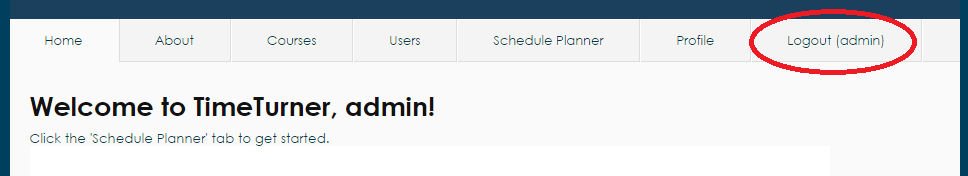 Home About Courses Users Schedule Planner Profile Logout (admin)
Welcome to TimeTurner, admin!
Click the 'Schedule Planner' tab to get started.